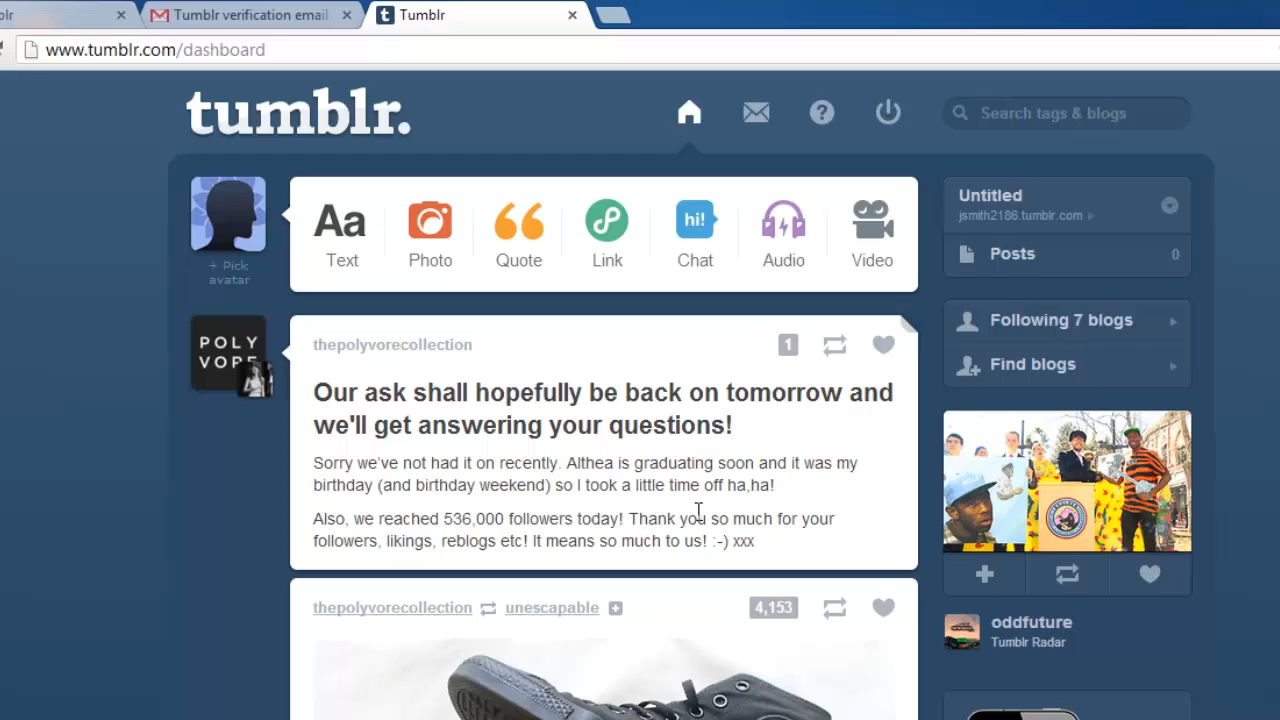 lr
Tumblr verification email
Tumblr
www.tumblr.com/dashboard
tumblr.
Search tags & blogs
+ Pick
avatar
Aa
Text
Photo
Quote
Link
hi!
Chat
Audio
Video
Untitled
jsmith2186.tumblr.com
Posts 0
Following 7 blogs
Find blogs
POLY
VORE
thepolyvorecollection 1
Our ask shall hopefully be back on tomorrow and
we'll get answering your questions!
Sorry we've not had it on recently. Althea is graduating soon and it was my
birthday (and birthday weekend) so I took a little time off ha,ha!
Also, we reached 536,000 followers today! Thank you so much for your
followers, likings, reblogs etc! It means so much to us! :-) xxx
thepolyvorecollection unescapable 4,153
oddfuture
Tumblr Radar